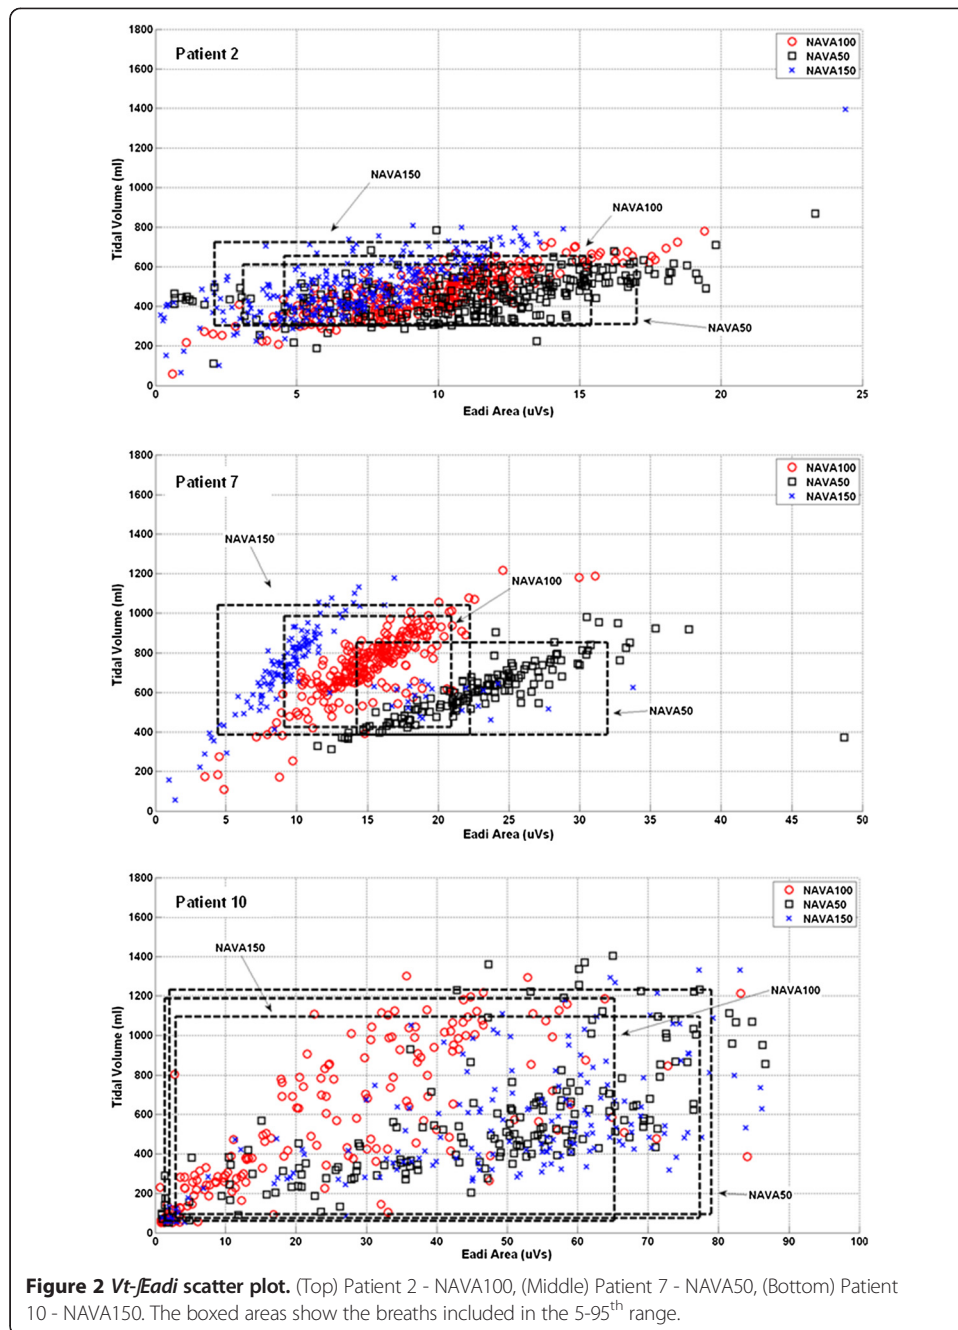 Patient 2
NAVA100
NAVA50
NAVA150
Tidal Volume (ml)
1800
1600
1400
1200
1000
800
600
400
200
0
NAVA150
NAVA100
NAVA50
0 5 10 15 20 25
Eadi Area (uVs)
Patient 7
NAVA100
NAVA50
NAVA150
Tidal Volume (ml)
1800
1600
1400
1200
1000
800
600
400
200
0
NAVA150
NAVA100
NAVA50
0 5 10 15 20 25 30 35 40 45 50
Eadi Area (uVs)
Patient 10
NAVA100
NAVA50
NAVA150
Tidal Volume (ml)
1800
1600
1400
1200
1000
800
600
400
200
0
NAVA150
NAVA100
NAVA50
0 10 20 30 40 50 60 70 80 90 100
Eadi Area (uVs)
Figure 2 Vt-∫Eadi scatter plot. (Top) Patient 2 - NAVA100, (Middle) Patient 7 - NAVA50, (Bottom) Patient
10 - NAVA150. The boxed areas show the breaths included in the 5-95th range.